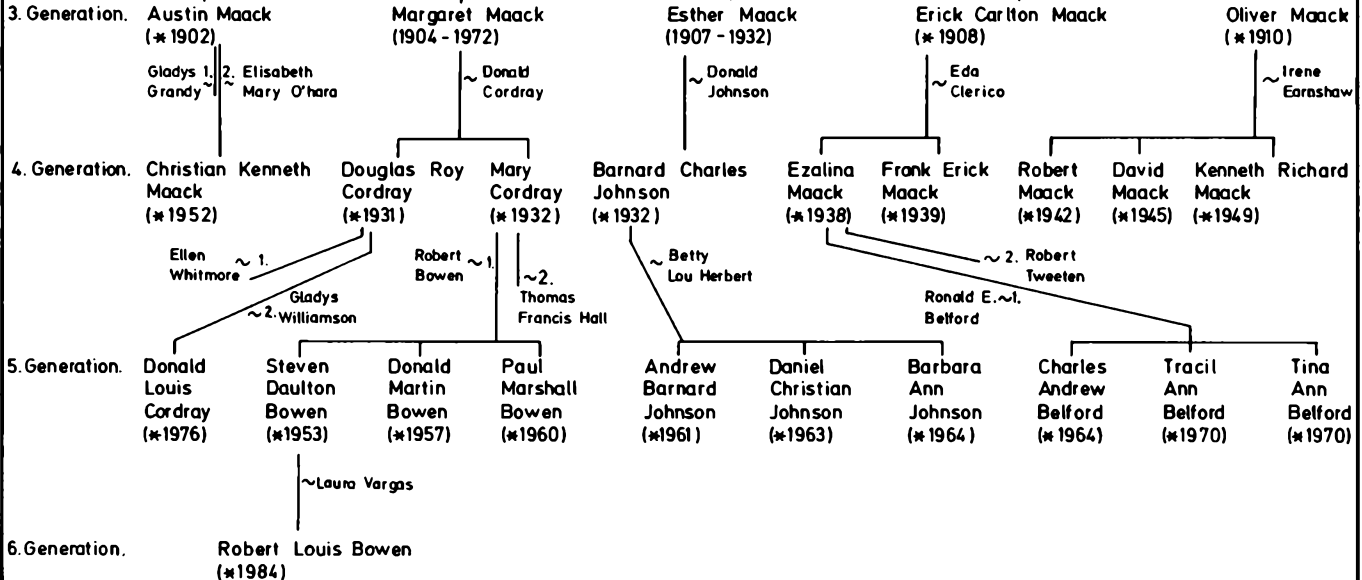 3. Generation. Austin Maack Margaret Maack Esther Maack Erick Carlton Maack Oliver Maack
(*1902) (1904 - 1972) (1907 - 1932) (*1908) (*1910)
Gladys 1. 2. Elisabeth ~ Donald ~ Donald ~ Eda ~ Irene
Grandy ~ ~ Mary O'hara Cordray Johnson Clerico Earnshaw
4. Generation. Christian Kenneth Douglas Roy Mary Barnard Charles Ezalina Frank Erick Robert David Kenneth Richard
Maack Cordray Cordray Johnson Maack Maack Maack Maack Maack
(*1952) (*1931) (*1932) (*1932) (*1938) (*1939) (*1942) (*1945) (*1949)
Ellen ~ 1. Robert ~ 1. ~ Betty ~ 2. Robert
Whitmore Bowen ~2. Lou Herbert Tweeten
Gladys Thomas Ronald E.~1.
~2. Williamson Francis Hall Belford
5. Generation. Donald Steven Donald Paul Andrew Daniel Barbara Charles Tracil Tina
Louis Daulton Martin Marshall Barnard Christian Ann Andrew Ann Ann
Cordray Bowen Bowen Bowen Johnson Johnson Johnson Belford Belford Belford
(*1976) (*1953) (*1957) (*1960) (*1961) (*1963) (*1964) (*1964) (*1970) (*1970)
~Laura Vargas
6. Generation. Robert Louis Bowen
(*1984)